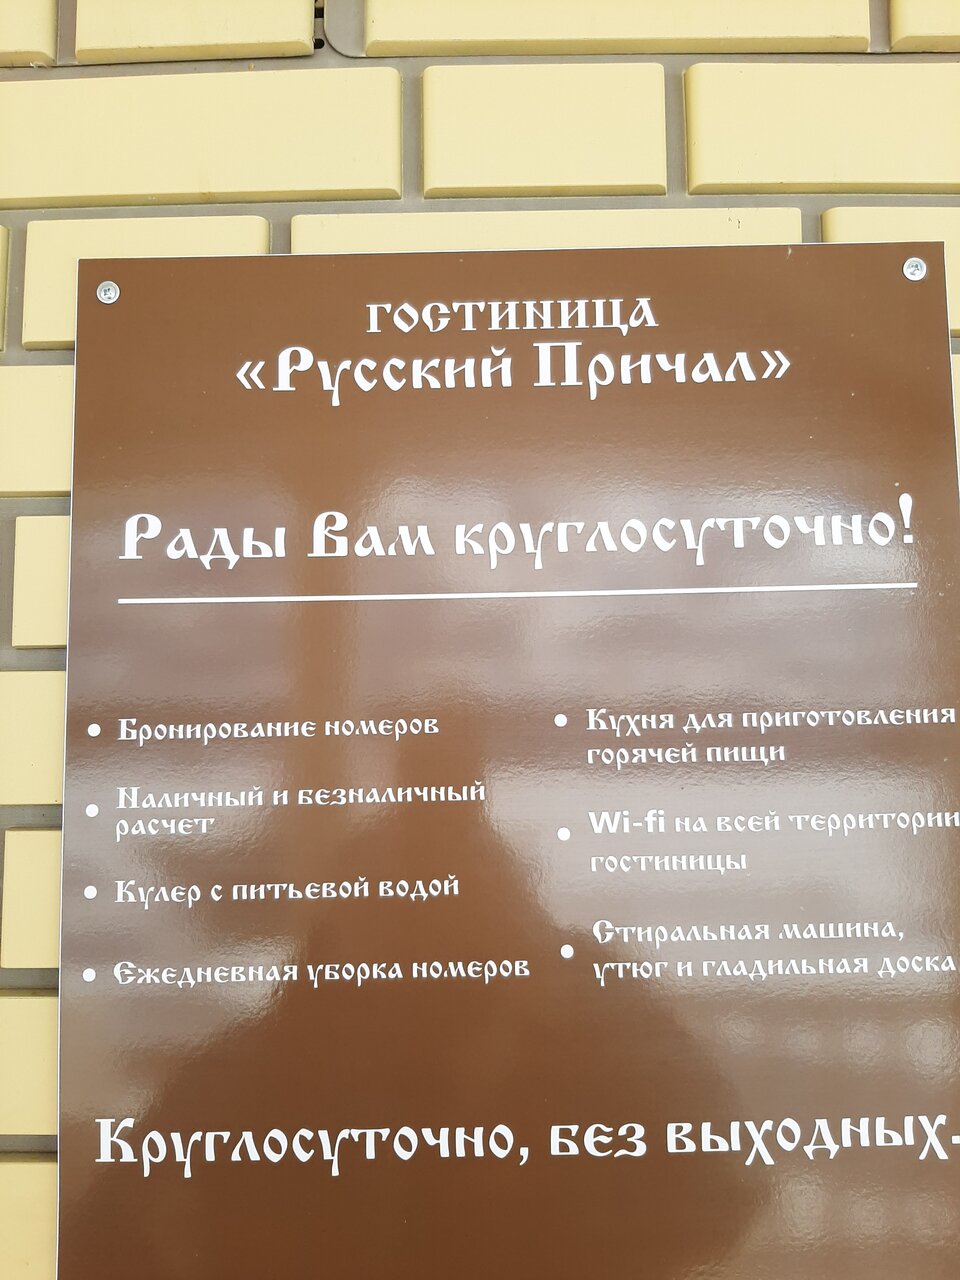 гостиница
«Русский Причал»
Рады Вам круглосуточно!
• Бронирование номеров
• Наличный и безналичный
расчет
• Кулер с питьевой водой
• Ежедневная уборка номеров
• Кухня для приготовления
горячей пищи
• Wi-fi на всей территории
гостиницы
• Стиральная машина,
утюг и гладильная доска
Круглосуточно, без выходных.